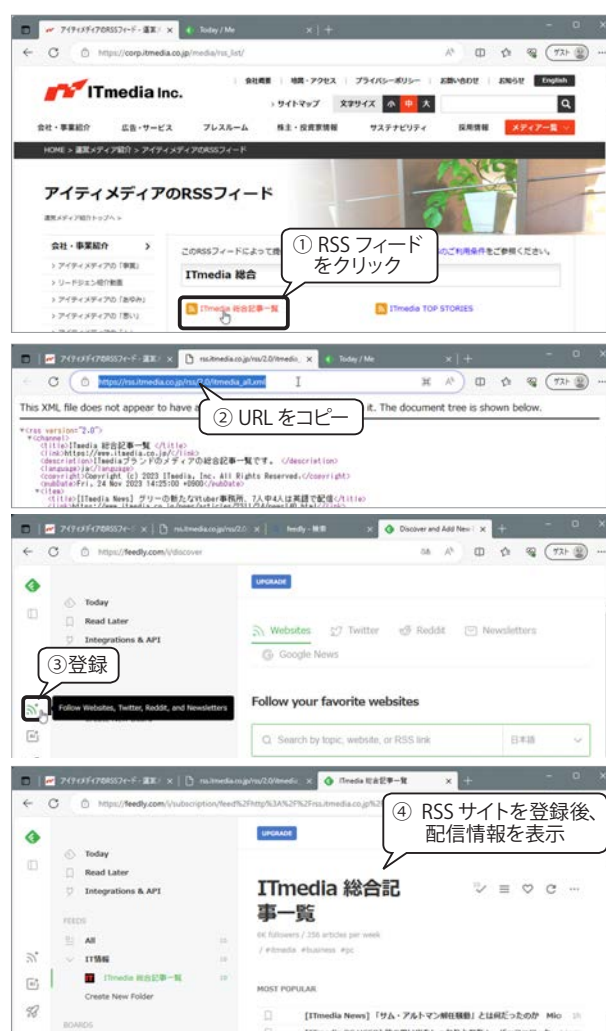 アイティメディアのRSSフィード - 運営
Today / Me
https://corp.itmedia.co.jp/media/rss_list/
ITmedia Inc.
会社概要 地図・アクセス プライバシーポリシー お問い合わせ お知らせ English
サイトマップ 文字サイズ 小 中 大
会社・事業紹介 広告・サービス プレスルーム 株主・投資家情報 サステナビリティ 採用情報 メディア一覧
HOME > 運営メディア紹介 > アイティメディアのRSSフィード
アイティメディアのRSSフィード
運営メディア紹介トップへ >
会社・事業紹介 >
このRSSフィードによって提
のご利用条件をご参照ください。
① RSS フィード
をクリック
> アイティメディアの「事業」
ITmedia 総合
> リードジェン紹介動画
> アイティメディアの「あゆみ」
ITmedia 総合記事一覧 ITmedia TOP STORIES
> アイティメディアの「思い」
アイティメディアのRSSフィード - 運営 rss.itmedia.co.jp/rss/2.0/itmedia_ Today / Me
https://rss.itmedia.co.jp/rss/2.0/itmedia_all.xml
This XML file does not appear to have a it. The document tree is shown below.
② URL をコピー
<rss version="2.0">
<channel>
<title>ITmedia 総合記事一覧 </title>
<link>https://www.itmedia.co.jp/</link>
<description>ITmediaブランドのメディアの総合記事一覧です。 </description>
<language>ja</language>
<copyright>Copyright (c) 2023 ITmedia, Inc. All Rights Reserved.</copyright>
<pubDate>Fri, 24 Nov 2023 14:25:00 +0900</pubDate>
<item>
<title>[ITmedia News] グリーの新たなVtuber事務所、7人中4人は英語で配信</title>
アイティメディアのRSSフィード rss.itmedia.co.jp/rss/2.0/ feedly - 検索 Discover and Add New
https://feedly.com/i/discover
UPGRADE
Today
Read Later
Integrations & API
Websites Twitter Reddit Newsletters
Google News
③登録
Follow Websites, Twitter, Reddit, and Newsletters
Follow your favorite websites
Create New Board
Search by topic, website, or RSS link 日本語
アイティメディアのRSSフィード - 運営 rss.itmedia.co.jp/rss/2.0/itmedia_ ITmedia 総合記事一覧
https://feedly.com/i/subscription/feed%2Fhttp%3A%2F%2Frss.itmedia.co.jp%2
④ RSS サイトを登録後、
配信情報を表示
UPGRADE
Today
Read Later
Integrations & API
ITmedia 総合記
事一覧
6K followers / 256 articles per week
/ #itmedia #business #pc
FEEDS
All
IT情報
ITmedia 総合記事一覧
Create New Folder
MOST POPULAR
[ITmedia News] 「サム・アルトマン解任騒動」とは何だったのか Mic
BOARDS